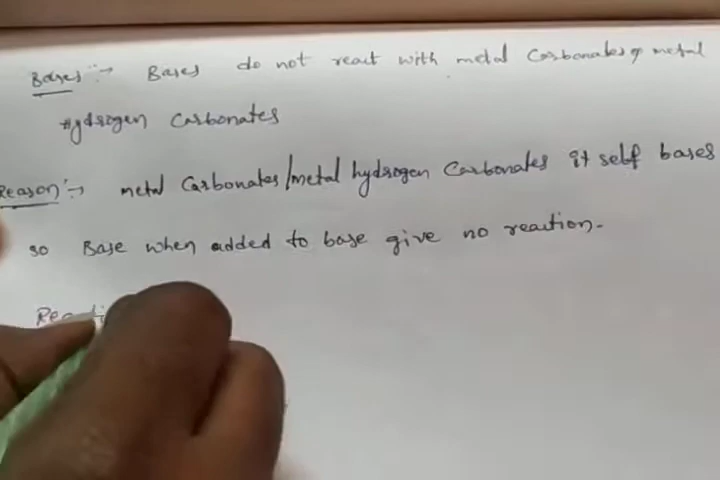 Bases :→ Bases do not react with metal Carbonates & metal
Hydrogen Carbonates
Reason :→ metal Carbonates/metal hydrogen Carbonates it self bases
so Base when added to base give no reaction.